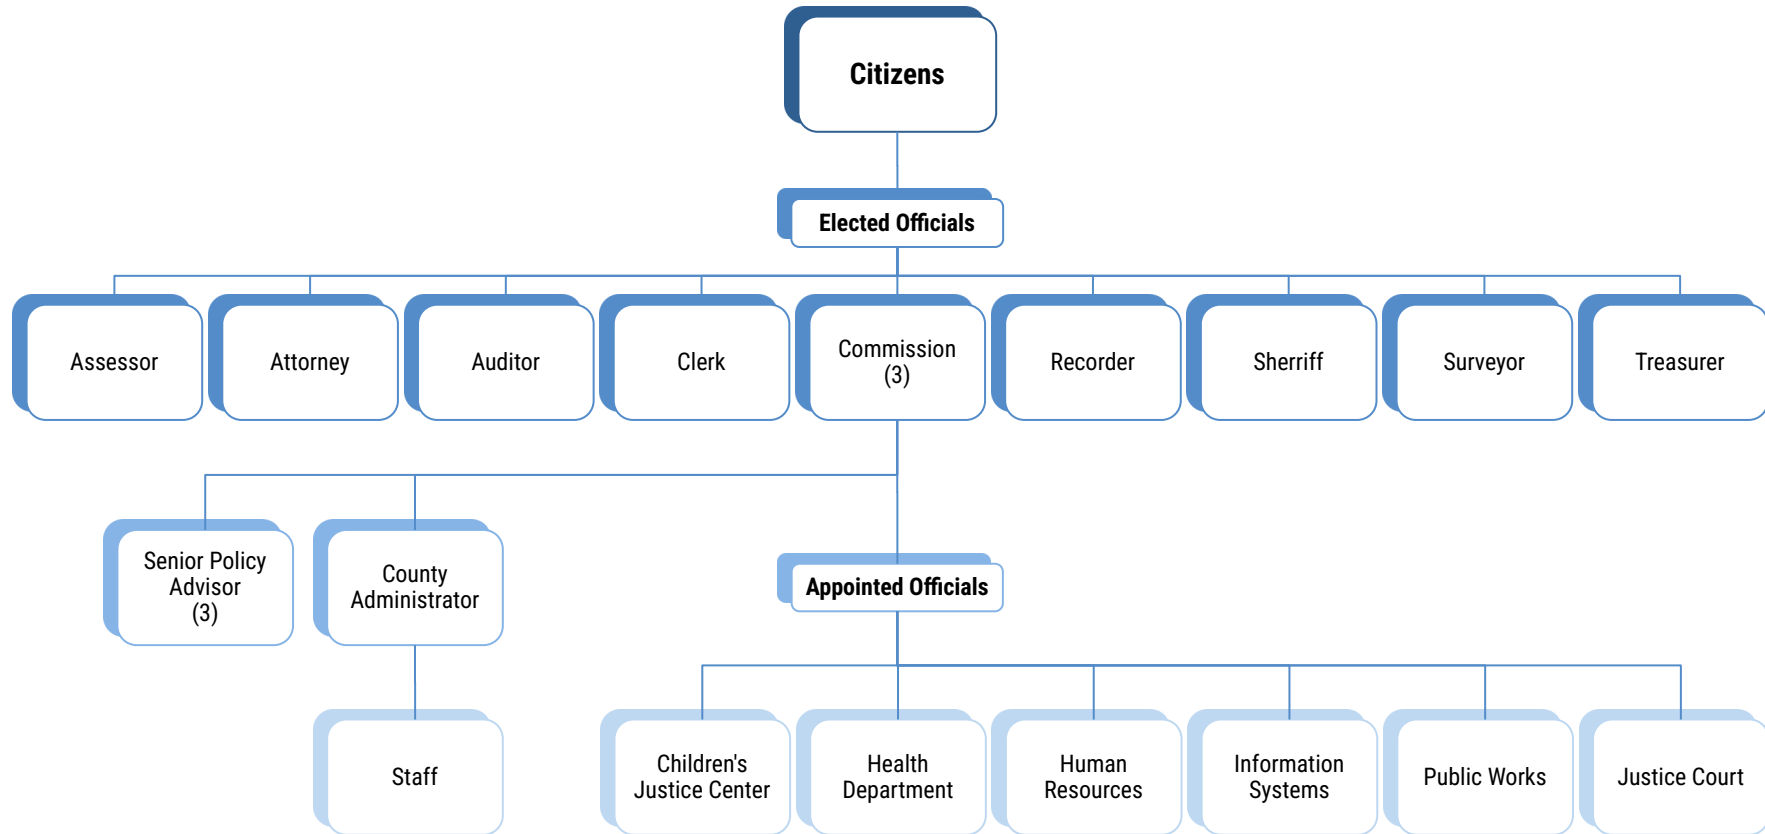 Citizens
Elected Officials
Assessor
Attorney
Auditor
Clerk
Commission
(3)
Recorder
Sherriff
Surveyor
Treasurer
Senior Policy
Advisor
(3)
County
Administrator
Appointed Officials
Staff
Children's
Justice Center
Health
Department
Human
Resources
Information
Systems
Public Works
Justice Court